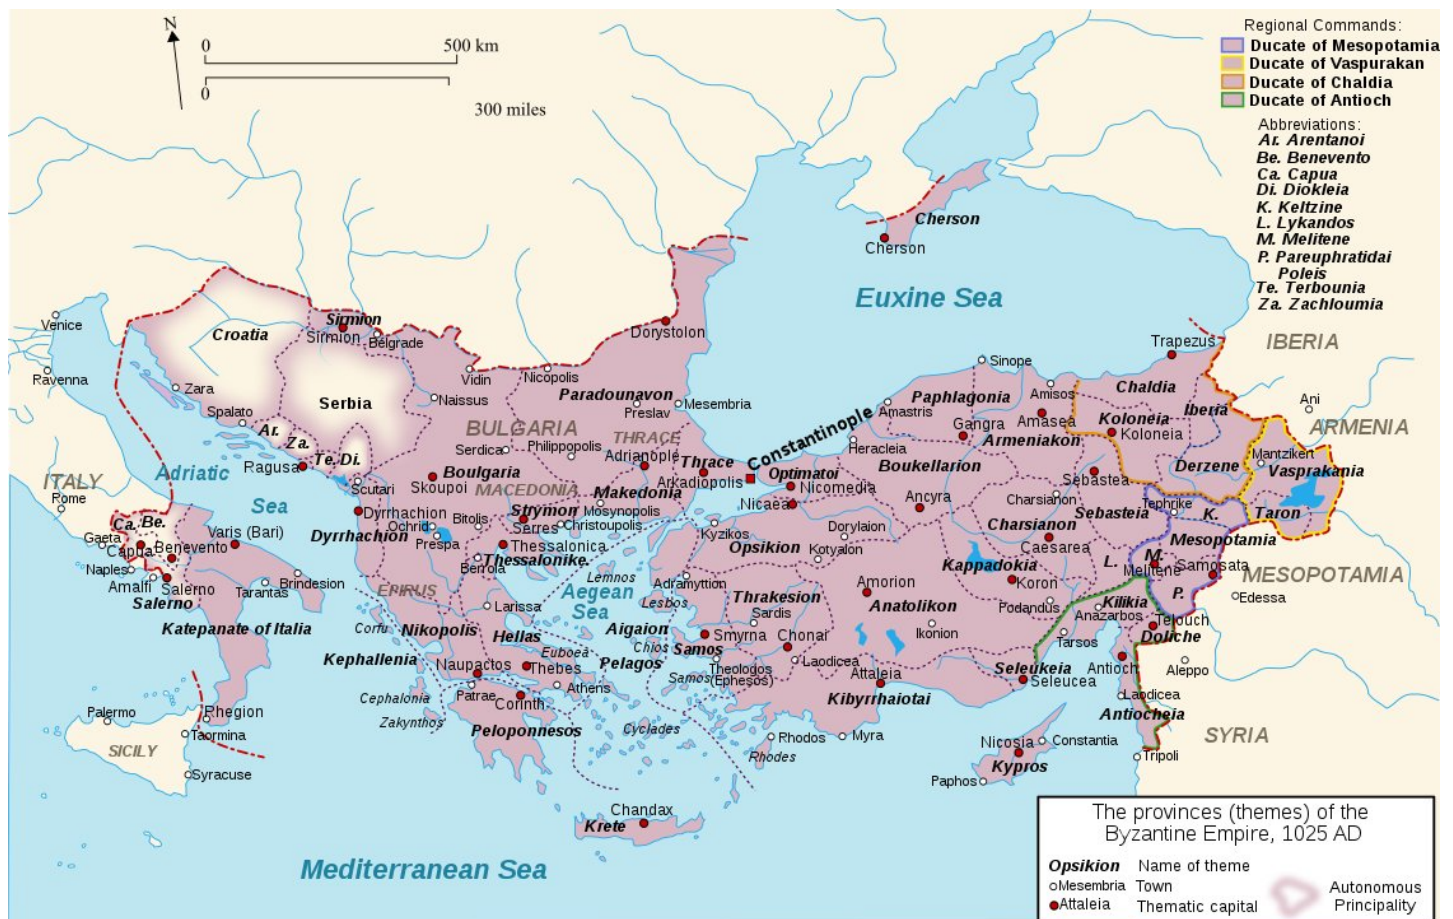 N
0
500 km
0
300 miles
Regional Commands:
Ducate of Mesopotamia
Ducate of Vaspurakan
Ducate of Chaldia
Ducate of Antioch
Abbreviations:
Ar. Arentanoi
Be. Benevento
Ca. Capua
Di. Diokleia
K. Keltzine
L. Lykandos
M. Melitene
P. Pareuphratidai
Poleis
Te. Terbounia
Za. Zachloumia
Cherson
Cherson
Euxine Sea
Venice
Ravenna
Croatia
Sirmion
Sirmion
Belgrade
Dorystolon
Sinope
Trapezus
IBERIA
Zara
Vidin
Nicopolis
Naissus
Paradounavon
Preslav
Mesembria
Serbia
Spalato
Ar.
Za.
Te.
Di.
Ragusa
Scutari
BULGARIA
Serdica
Philippopolis
THRACE
Adrianople
Thrace
Arkadiopolis
Constantinople
Amastris
Heracleia
Paphlagonia
Gangra
Amisos
Amasea
Armeniakon
Chaldia
Koloneia
Koloneia
Iberia
Ani
ARMENIA
Mantzikert
Vasprakania
Derzene
Taron
ITALY
Rome
Adriatic
Sea
Boulgaria
Skoupoi
MACEDONIA
Makedonia
Mosynopolis
Strymon
Serres
Christoupolis
Optimatoi
Nicomedia
Nicaea
Boukellarion
Ancyra
Charsianon
Charsianon
Sebastea
Sebasteia
Tephrike
K.
Mesopotamia
Ca.
Be.
Gaeta
Capua
Benevento
Varis (Bari)
Naples
Amalfi
Salerno
Salerno
Tarantas
Brindesion
Katepanate of Italia
Dyrrhachion
Dyrrhachion
Ochrid
Bitolis
Prespa
Thessalonica
Thessalonike.
Berroia
EPIRUS
Larissa
Corfu
Nikopolis
Hellas
Kephallenia
Naupactos
Thebes
Euboea
Athens
Patrae
Corinth
Cephalonia
Zakynthos
Peloponnesos
Lemnos
Aegean
Sea
Lesbos
Aigaion
Pelagos
Chios
Samos
Samos
Cyclades
Kyzikos
Opsikion
Dorylaion
Kotyalon
Adramyttion
Thrakesion
Sardis
Smyrna
Chonai
Theologos
(Ephesos)
Laodicea
Amorion
Anatolikon
Ikonion
Kappadokia
Caesarea
Koron
Podandus
L.
M.
Melitene
Samosata
P.
MESOPOTAMIA
Edessa
Kilikia
Anazarbos
Telouch
Doliche
Tarsos
Seleukeia
Seleucea
Antioch
Aleppo
Laodicea
Antiocheia
SYRIA
Tripoli
Attaleia
Kibyrrhaiotai
Rhodos
Rhodes
Myra
Nicosia
Constantia
Kypros
Paphos
Palermo
Rhegion
SICILY
Taormina
Syracuse
Chandax
Krete
Mediterranean Sea
The provinces (themes) of the
Byzantine Empire, 1025 AD
Opsikion Name of theme
Mesembria Town
Attaleia Thematic capital
Autonomous
Principality